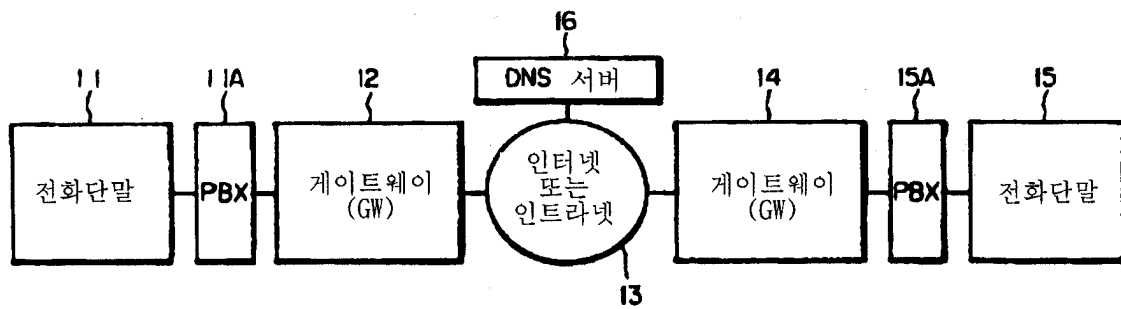 16
DNS 서버
11
11A
12
14
15A
15
전화단말
PBX
게이트웨이
(GW)
인터넷
또는
인트라넷
게이트웨이
(GW)
PBX
전화단말
13